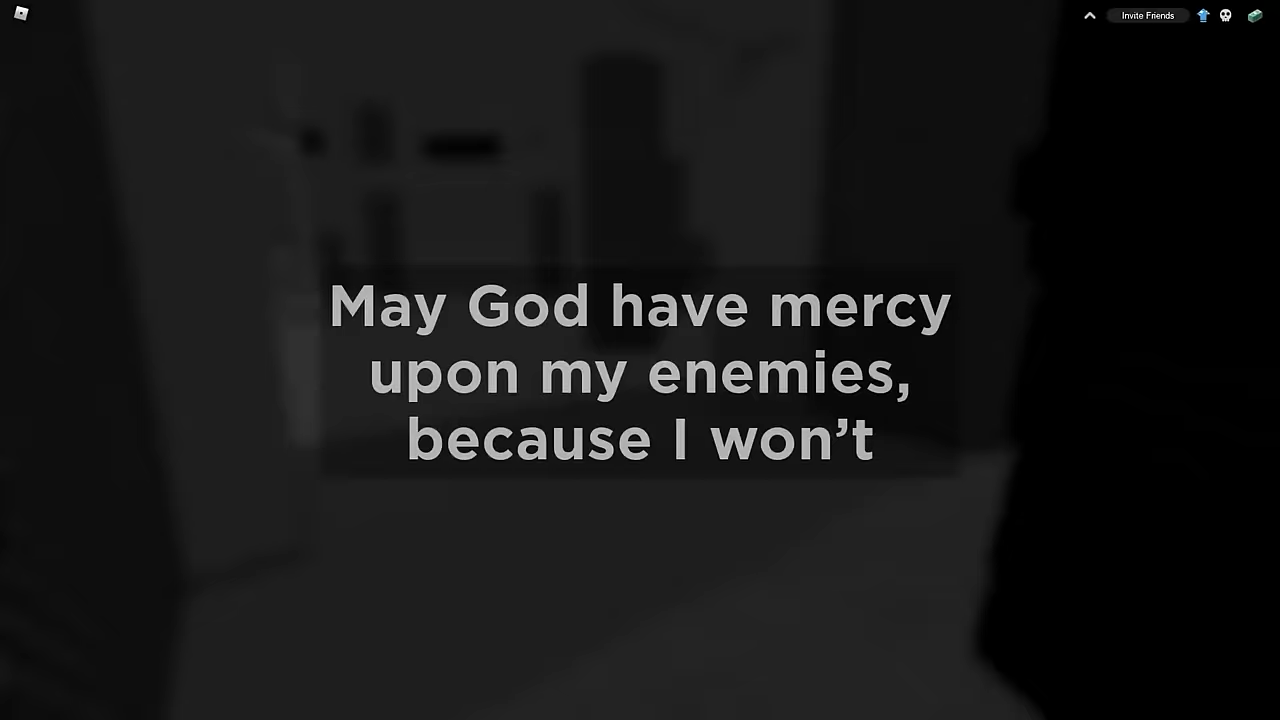 Invite Friends
May God have mercy
upon my enemies,
because I won’t